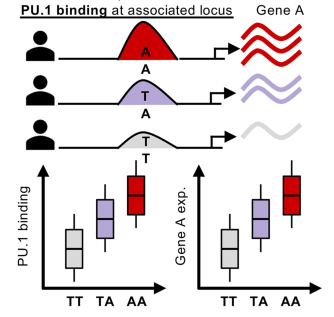 PU.1 binding at associated locus Gene A
A
A
T
A
T
T
PU.1 binding
TT TA AA
Gene A exp.
TT TA AA